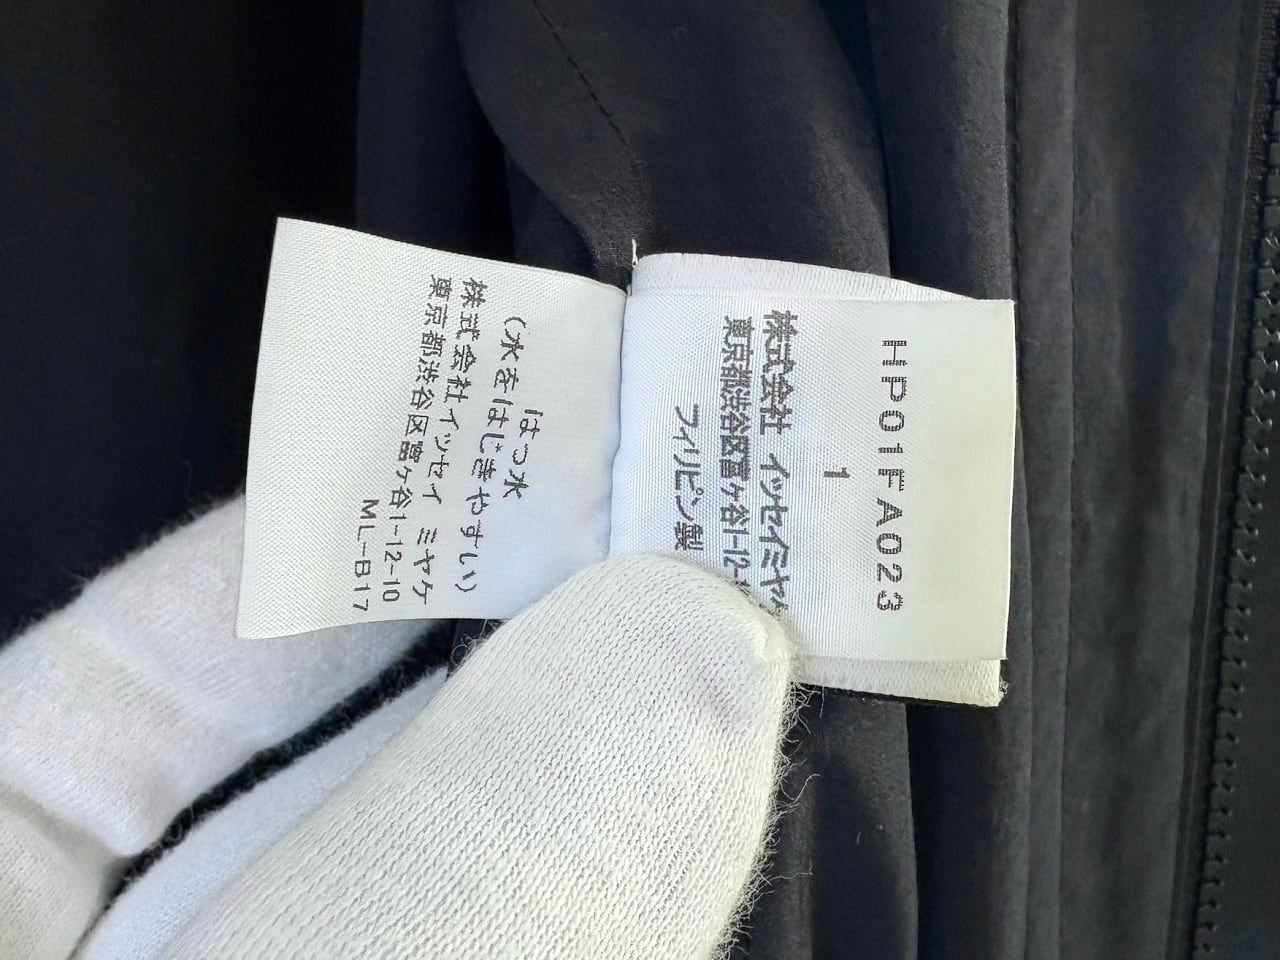 はっ水
(水をはじきやすい)
株式会社イッセイ ミヤケ
東京都渋谷区富ヶ谷1-12-10
ML-B17
HP01FA023
1
株式会社 イッセイミヤケ
東京都渋谷区富ヶ谷1-12-
フィリピン製